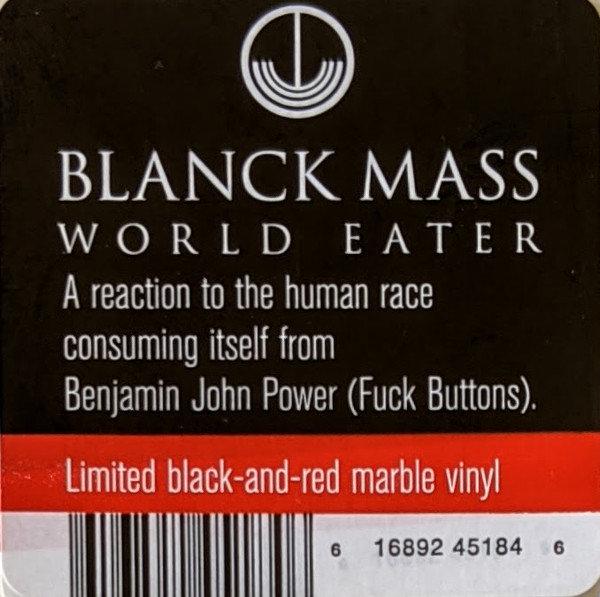 BLANCK MASS
WORLD EATER
A reaction to the human race
consuming itself from
Benjamin John Power (Fuck Buttons).
Limited black-and-red marble vinyl
6 16892 45184 6